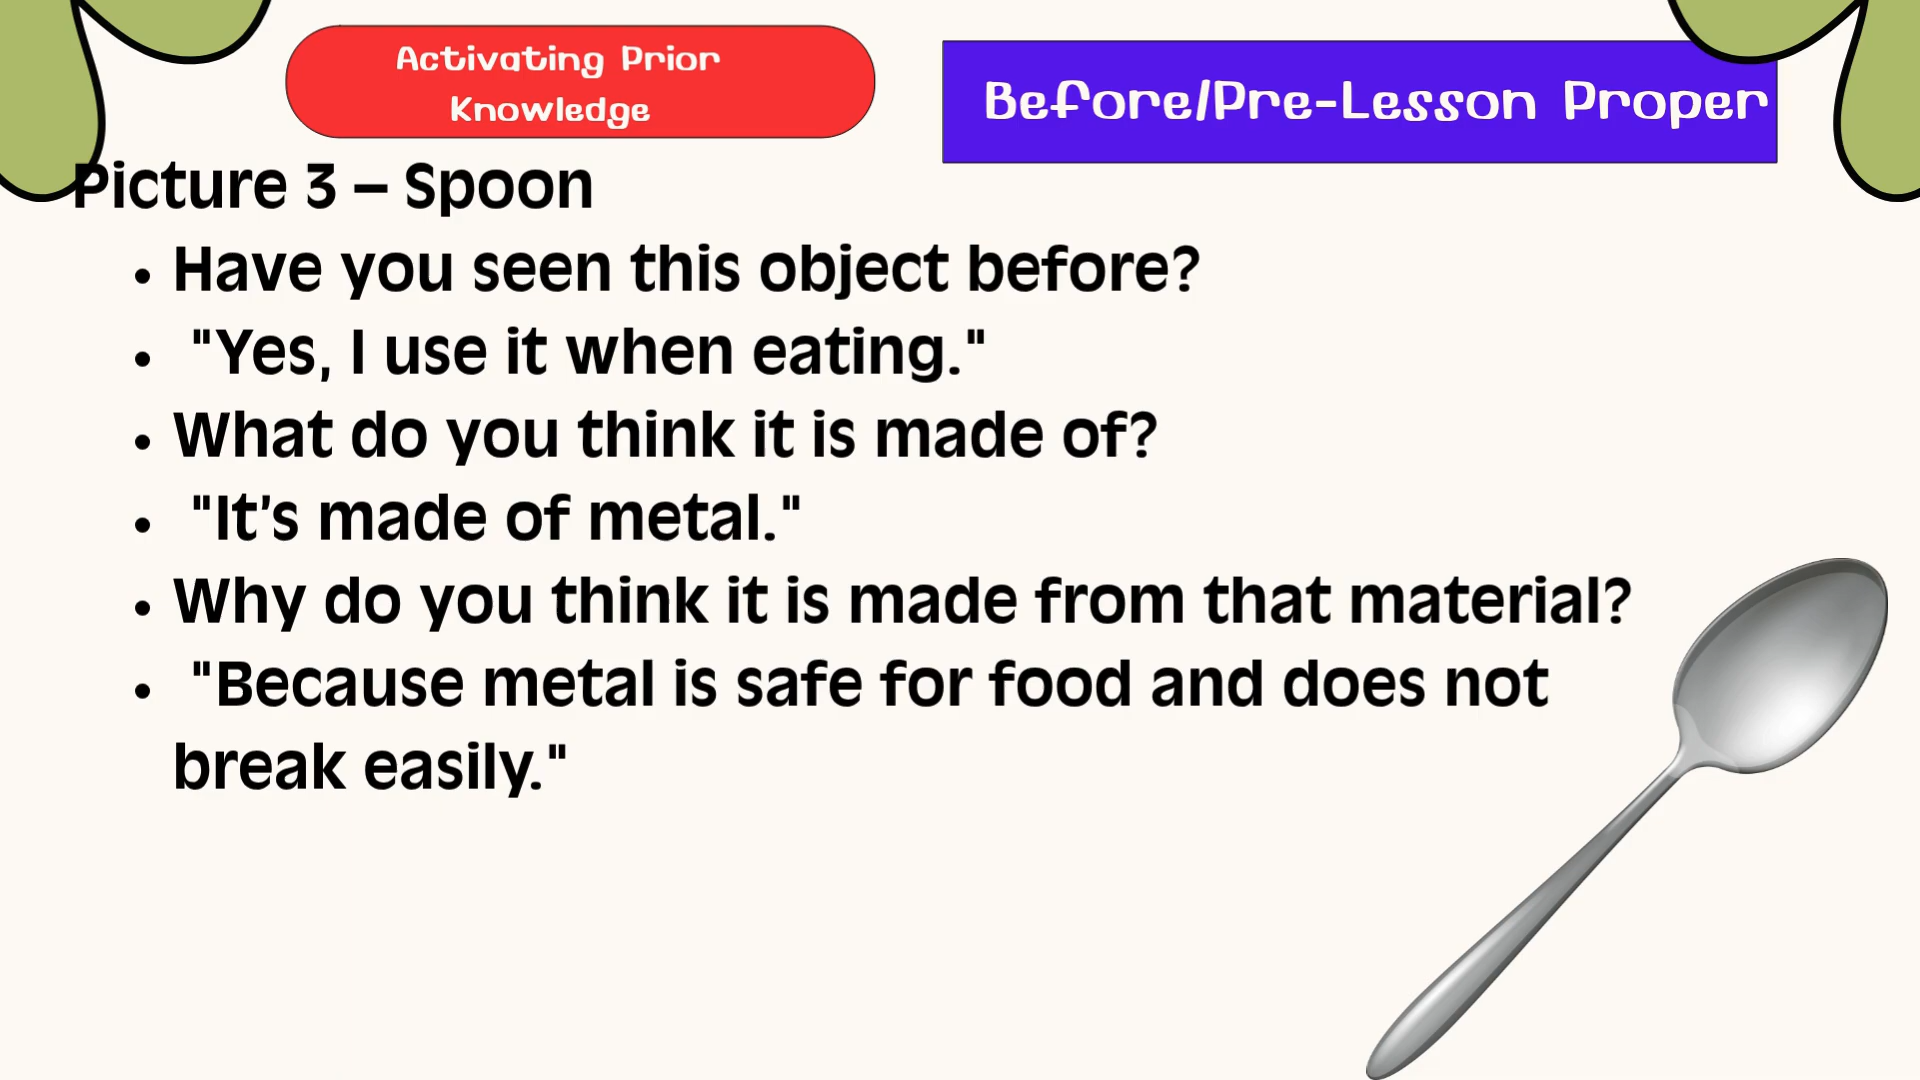 Activating Prior
Knowledge
Before/Pre-Lesson Proper
Picture 3 – Spoon
• Have you seen this object before?
• "Yes, I use it when eating."
• What do you think it is made of?
• "It’s made of metal."
• Why do you think it is made from that material?
• "Because metal is safe for food and does not
break easily."